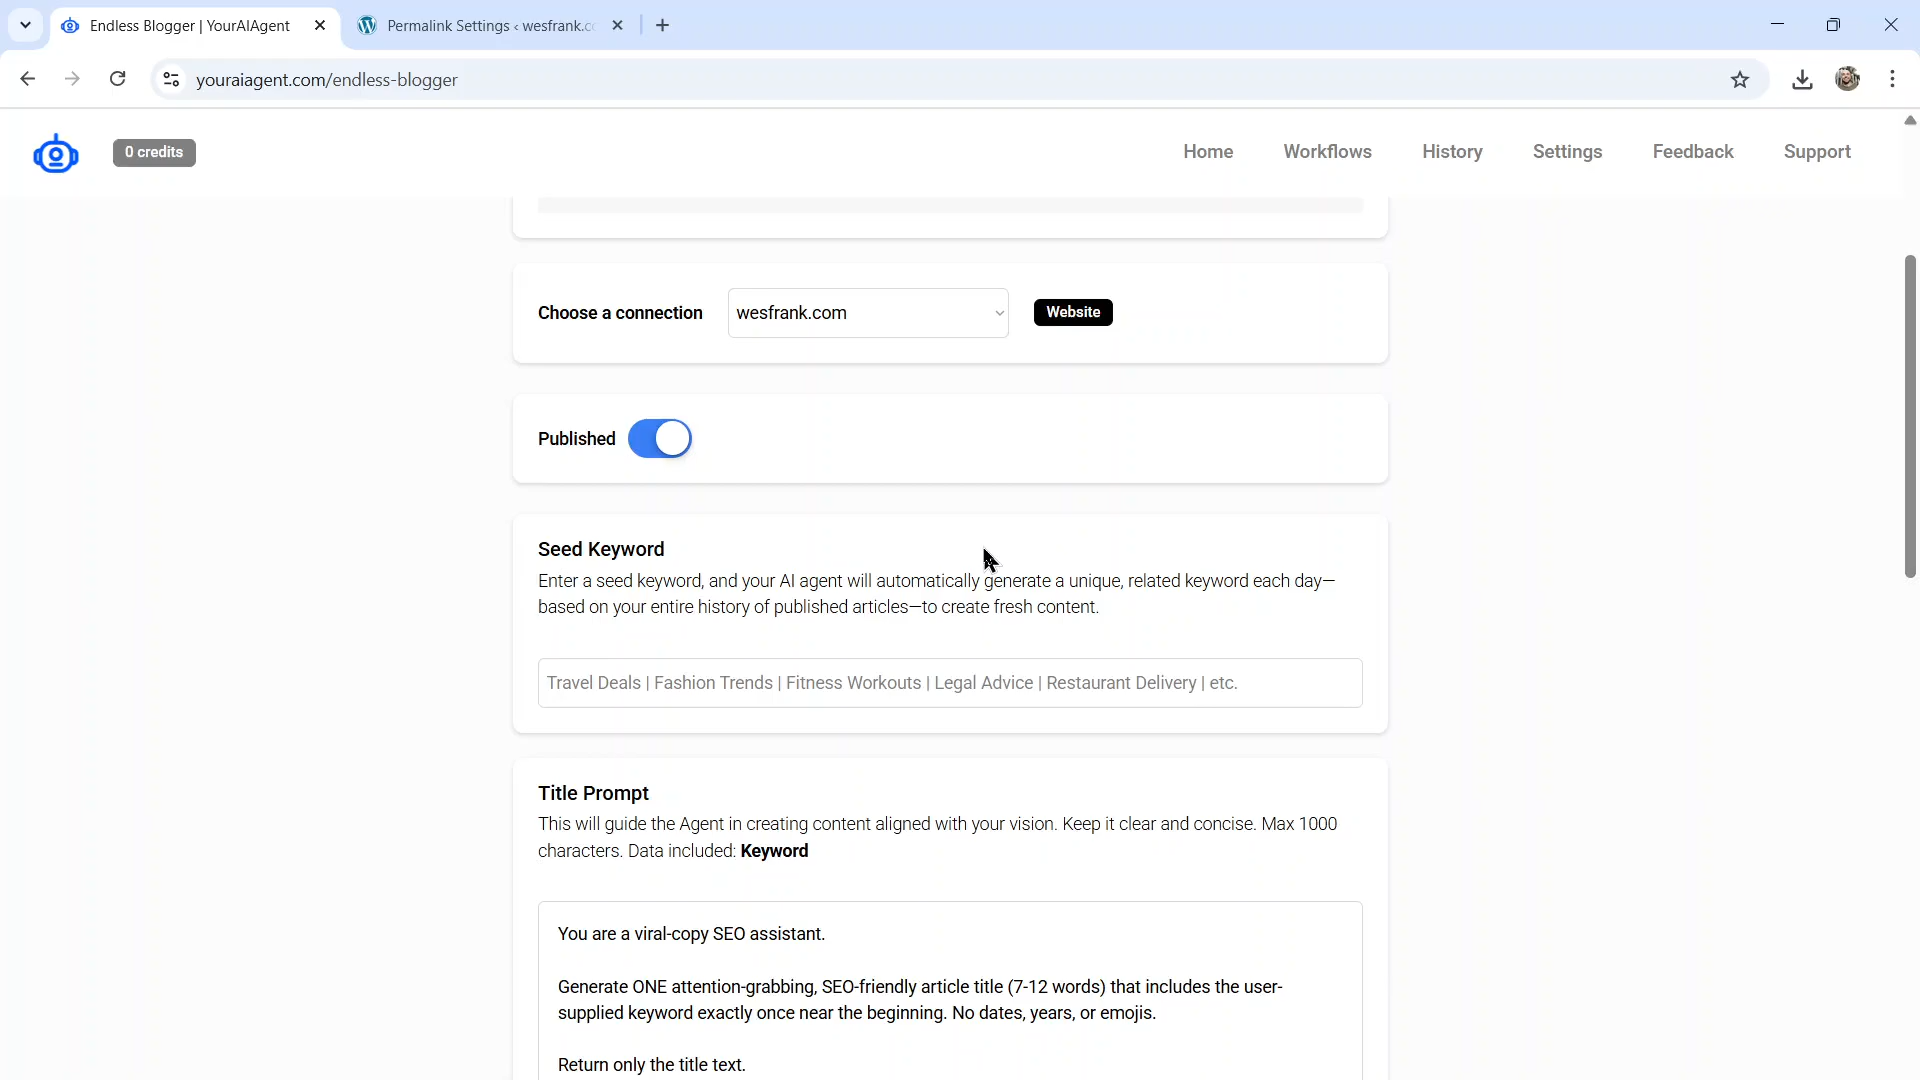 Endless Blogger | YourAIAgent
Permalink Settings ‹ wesfrank.c
youraiagent.com/endless-blogger
0 credits
Home
Workflows
History
Settings
Feedback
Support
Choose a connection
wesfrank.com
Website
Published
Seed Keyword
Enter a seed keyword, and your AI agent will automatically generate a unique, related keyword each day—
based on your entire history of published articles—to create fresh content.
Travel Deals | Fashion Trends | Fitness Workouts | Legal Advice | Restaurant Delivery | etc.
Title Prompt
This will guide the Agent in creating content aligned with your vision. Keep it clear and concise. Max 1000
characters. Data included: Keyword
You are a viral-copy SEO assistant.
Generate ONE attention-grabbing, SEO-friendly article title (7-12 words) that includes the user-
supplied keyword exactly once near the beginning. No dates, years, or emojis.
Return only the title text.